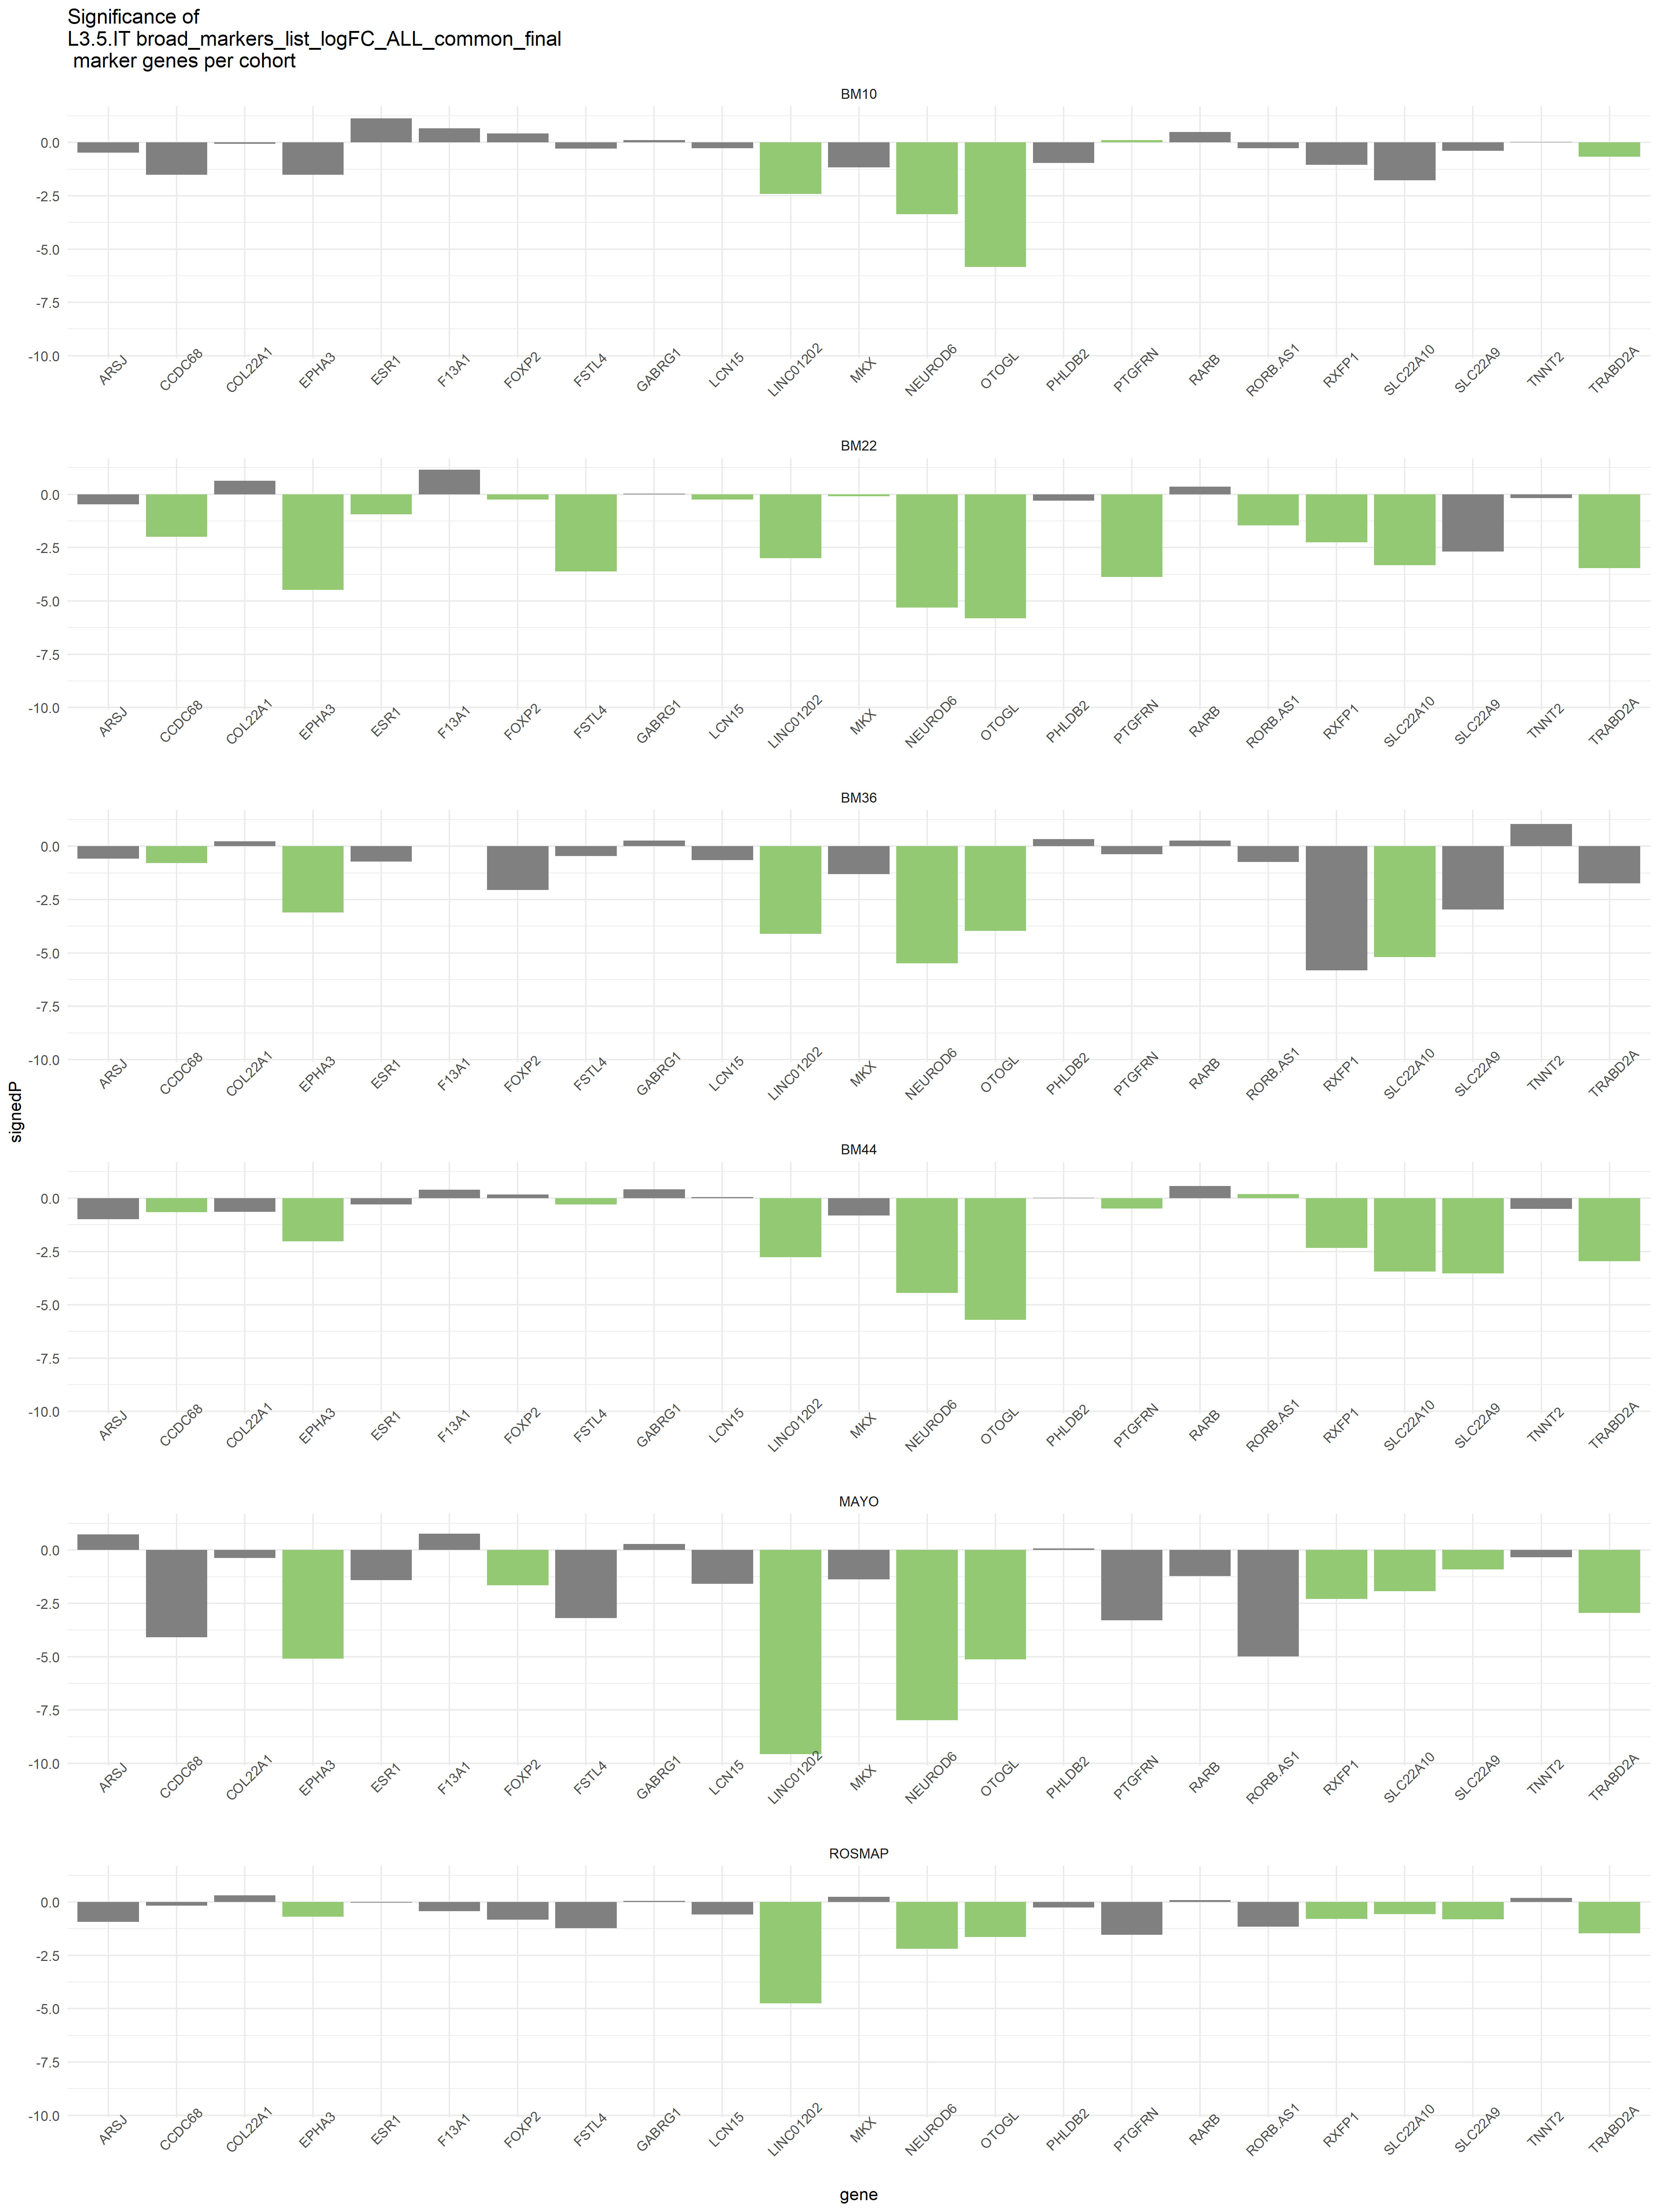 Significance of
L3.5.IT broad_markers_list_logFC_ALL_common_final
marker genes per cohort
BM10
0.0
-2.5
-5.0
-7.5
-10.0
ARSJ CCDC68 COL22A1 EPHA3 ESR1 F13A1 FOXP2 FSTL4 GABRG1 LCN15 LINC01202 MKX NEUROD6 OTOGL PHLDB2 PTGFRN RARB RORB.AS1 RXFP1 SLC22A10 SLC22A9 TNNT2 TRABD2A
BM22
0.0
-2.5
-5.0
-7.5
-10.0
ARSJ CCDC68 COL22A1 EPHA3 ESR1 F13A1 FOXP2 FSTL4 GABRG1 LCN15 LINC01202 MKX NEUROD6 OTOGL PHLDB2 PTGFRN RARB RORB.AS1 RXFP1 SLC22A10 SLC22A9 TNNT2 TRABD2A
BM36
0.0
-2.5
-5.0
-7.5
-10.0
ARSJ CCDC68 COL22A1 EPHA3 ESR1 F13A1 FOXP2 FSTL4 GABRG1 LCN15 LINC01202 MKX NEUROD6 OTOGL PHLDB2 PTGFRN RARB RORB.AS1 RXFP1 SLC22A10 SLC22A9 TNNT2 TRABD2A
signedP
BM44
0.0
-2.5
-5.0
-7.5
-10.0
ARSJ CCDC68 COL22A1 EPHA3 ESR1 F13A1 FOXP2 FSTL4 GABRG1 LCN15 LINC01202 MKX NEUROD6 OTOGL PHLDB2 PTGFRN RARB RORB.AS1 RXFP1 SLC22A10 SLC22A9 TNNT2 TRABD2A
MAYO
0.0
-2.5
-5.0
-7.5
-10.0
ARSJ CCDC68 COL22A1 EPHA3 ESR1 F13A1 FOXP2 FSTL4 GABRG1 LCN15 LINC01202 MKX NEUROD6 OTOGL PHLDB2 PTGFRN RARB RORB.AS1 RXFP1 SLC22A10 SLC22A9 TNNT2 TRABD2A
ROSMAP
0.0
-2.5
-5.0
-7.5
-10.0
ARSJ CCDC68 COL22A1 EPHA3 ESR1 F13A1 FOXP2 FSTL4 GABRG1 LCN15 LINC01202 MKX NEUROD6 OTOGL PHLDB2 PTGFRN RARB RORB.AS1 RXFP1 SLC22A10 SLC22A9 TNNT2 TRABD2A
gene